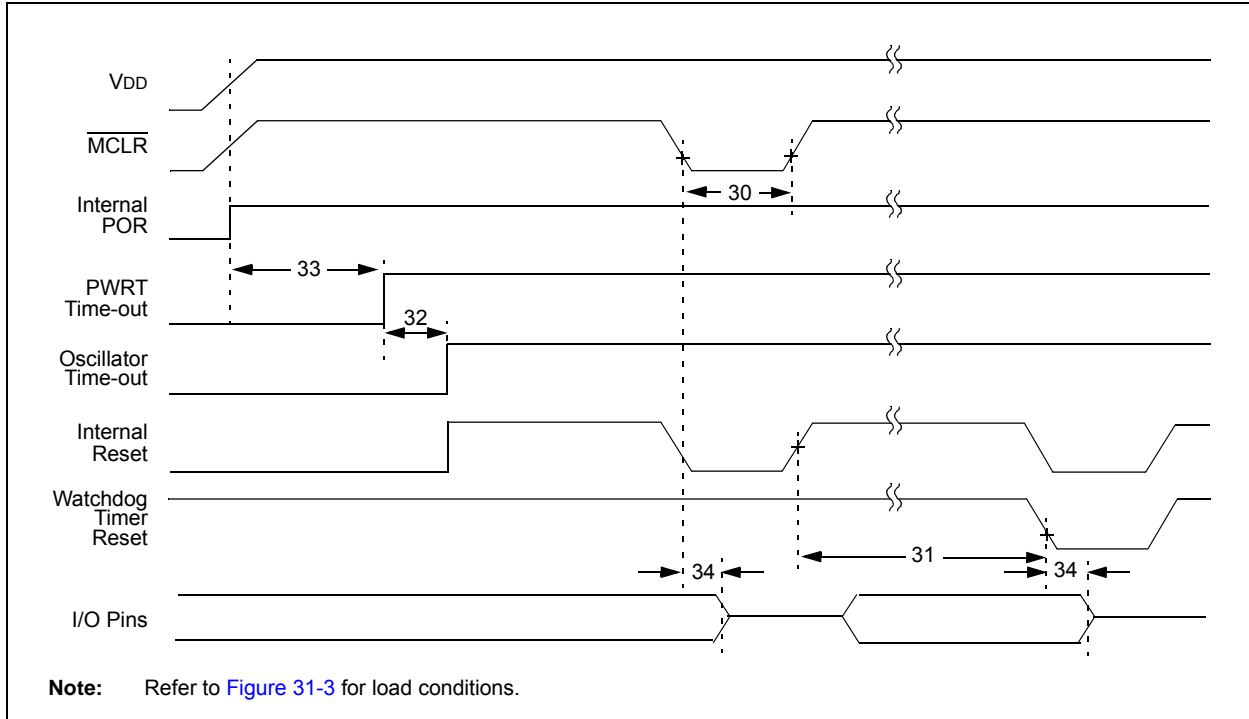 VDD
MCLR
Internal
POR
30
33
PWRT
Time-out
32
Oscillator
Time-out
Internal
Reset
Watchdog
Timer
Reset
31
34
34
I/O Pins
Note: Refer to Figure 31-3 for load conditions.